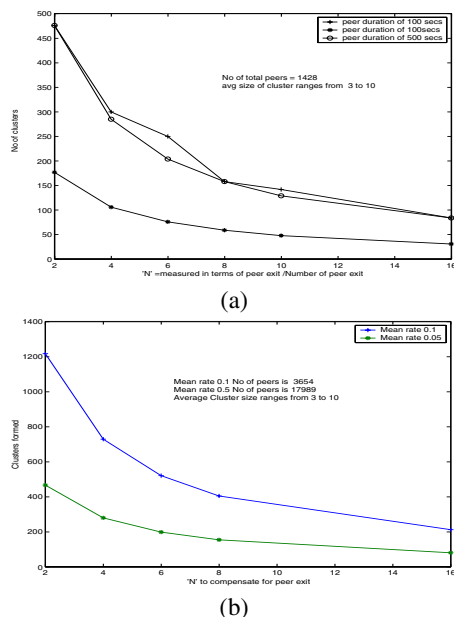 500
450
400
350
300
250
200
150
100
50
0
No of clusters
peer duration of 100 secs
peer duration of 100secs
peer duration of 500 secs
No of total peers = 1428
avg size of cluster ranges from 3 to 10
2 4 6 8 10 12 14 16
'N' =measured in terms of peer exit /Number of peer exit
(a)
1400
1200
1000
800
600
400
200
0
Clusters formed
Mean rate 0.1
Mean rate 0.05
Mean rate 0.1 No of peers is 3654
Mean rate 0.5 No of peers is 17989
Average Cluster size ranges from 3 to 10
2 4 6 8 10 12 14 16
'N' to compensate for peer exit
(b)